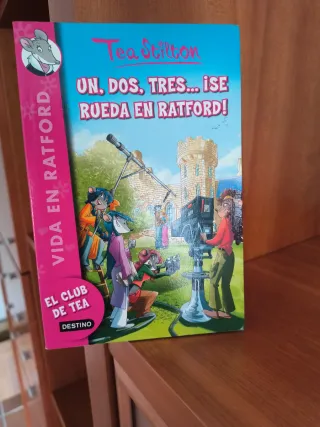 Tea Stilton
UN, DOS, TRES... ¡SE
RUEDA EN RATFORD!
VIDA EN RATFORD
EL CLUB
DE TEA
DESTINO